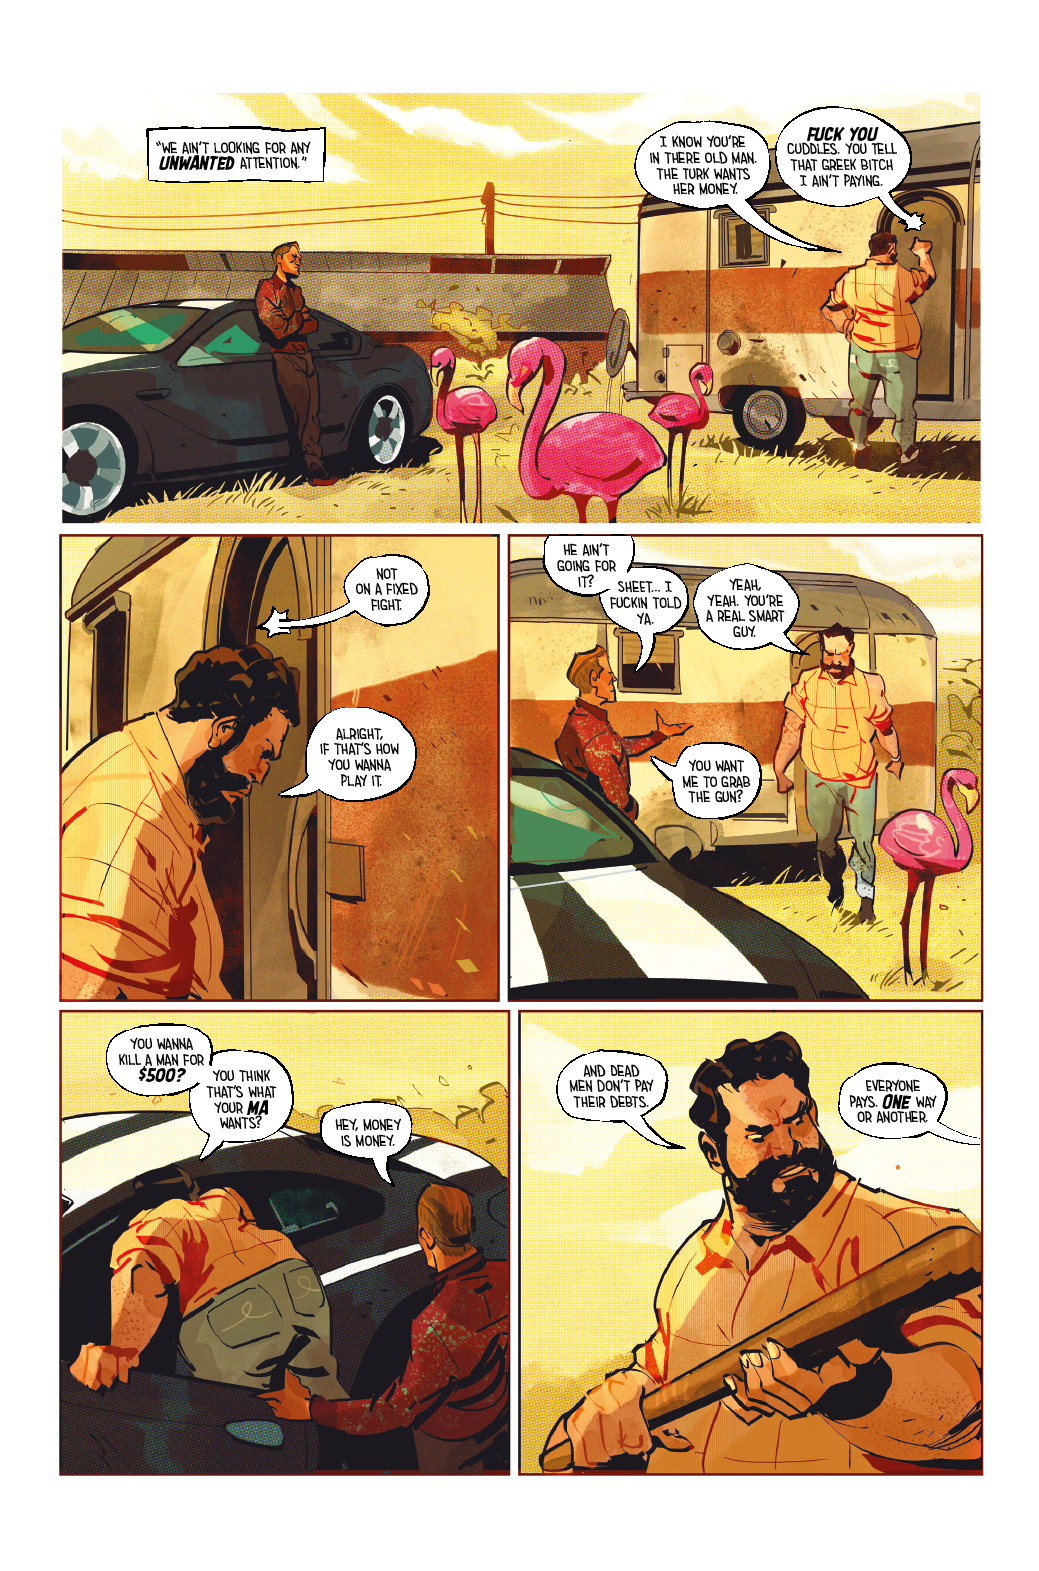 "WE AIN'T LOOKING FOR ANY
UNWANTED ATTENTION."
I KNOW YOU'RE
IN THERE OLD MAN.
THE TURK WANTS
HER MONEY.
FUCK YOU
CUDDLES. YOU TELL
THAT GREEK BITCH
I AIN'T PAYING.
NOT
ON A FIXED
FIGHT.
ALRIGHT,
IF THAT'S HOW
YOU WANNA
PLAY IT.
HE AIN'T
GOING FOR
IT?
SHEET... I
FUCKIN TOLD
YA.
YEAH,
YEAH. YOU'RE
A REAL SMART
GUY.
YOU WANT
ME TO GRAB
THE GUN?
YOU WANNA
KILL A MAN FOR
$500?
YOU THINK
THAT'S WHAT
YOUR MA
WANTS?
HEY, MONEY
IS MONEY.
AND DEAD
MEN DON'T PAY
THEIR DEBTS.
EVERYONE
PAYS. ONE WAY
OR ANOTHER.